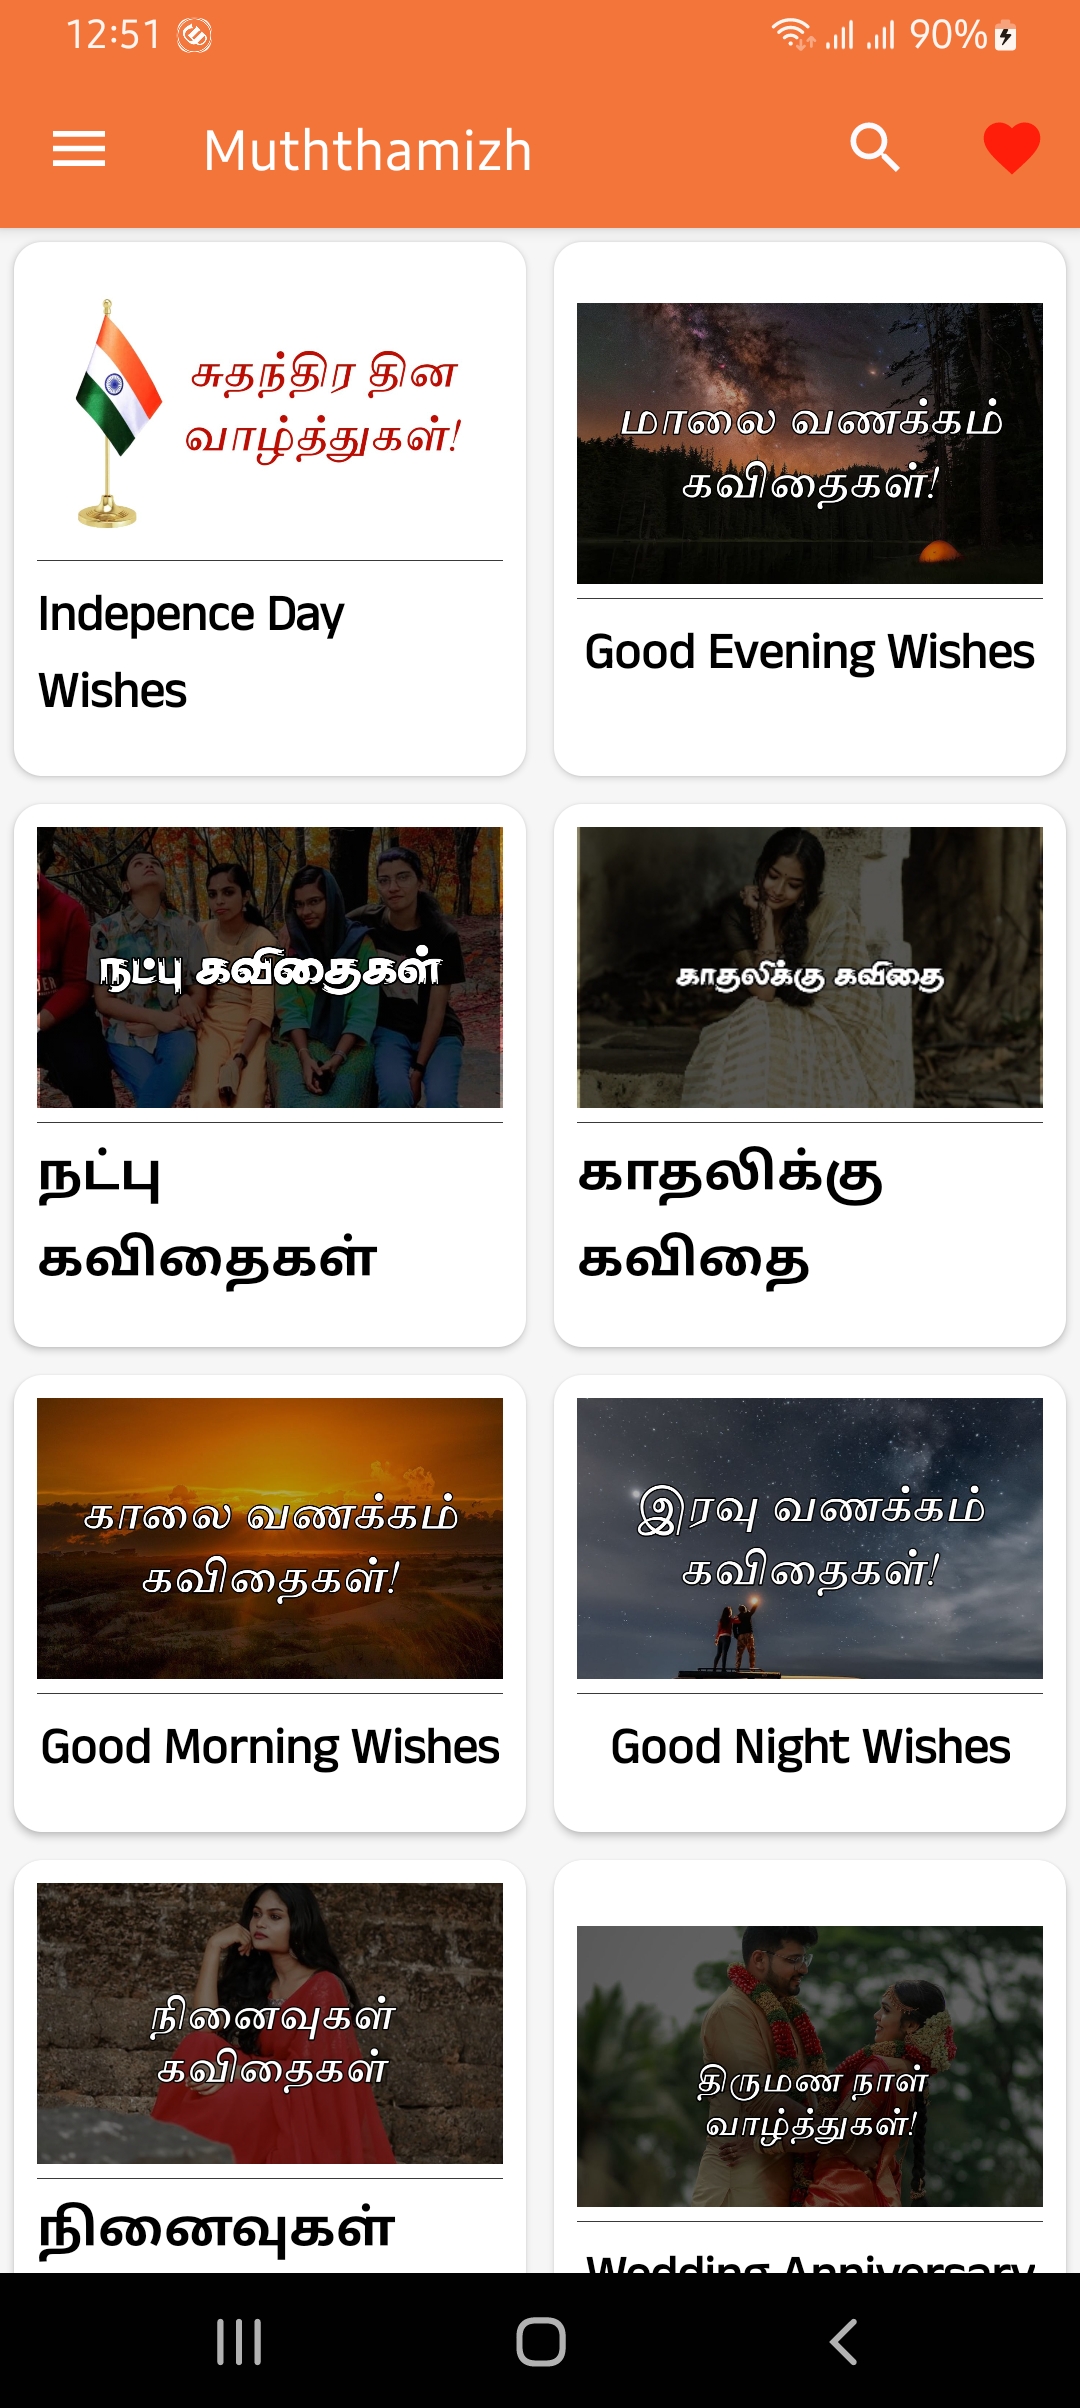 12:51 90%
Muththamizh
சுதந்திர தின
வாழ்த்துகள்!
Indepence Day
Wishes
மாலை வணக்கம்
கவிதைகள்!
Good Evening Wishes
நட்பு கவிதைகள்
நட்பு
கவிதைகள்
காதலிக்கு கவிதை
காதலிக்கு
கவிதை
காலை வணக்கம்
கவிதைகள்!
Good Morning Wishes
இரவு வணக்கம்
கவிதைகள்!
Good Night Wishes
நினைவுகள்
கவிதைகள்
நினைவுகள்
திருமண நாள்
வாழ்த்துகள்!
Wedding Anniversary